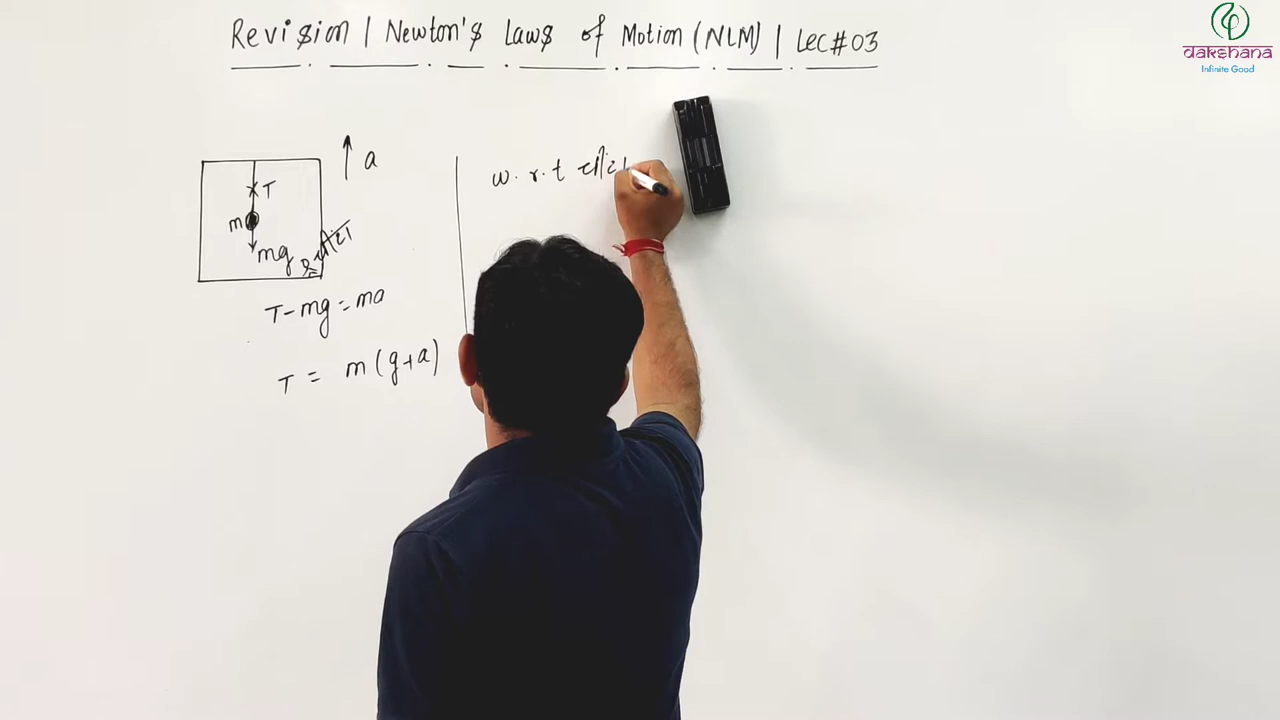 Revision | Newton's Laws of Motion (NLM) | Lec#03
dakshana
Infinite Good
a
T
m
mg
T-mg = ma
T = m(g+a)
w.r.t